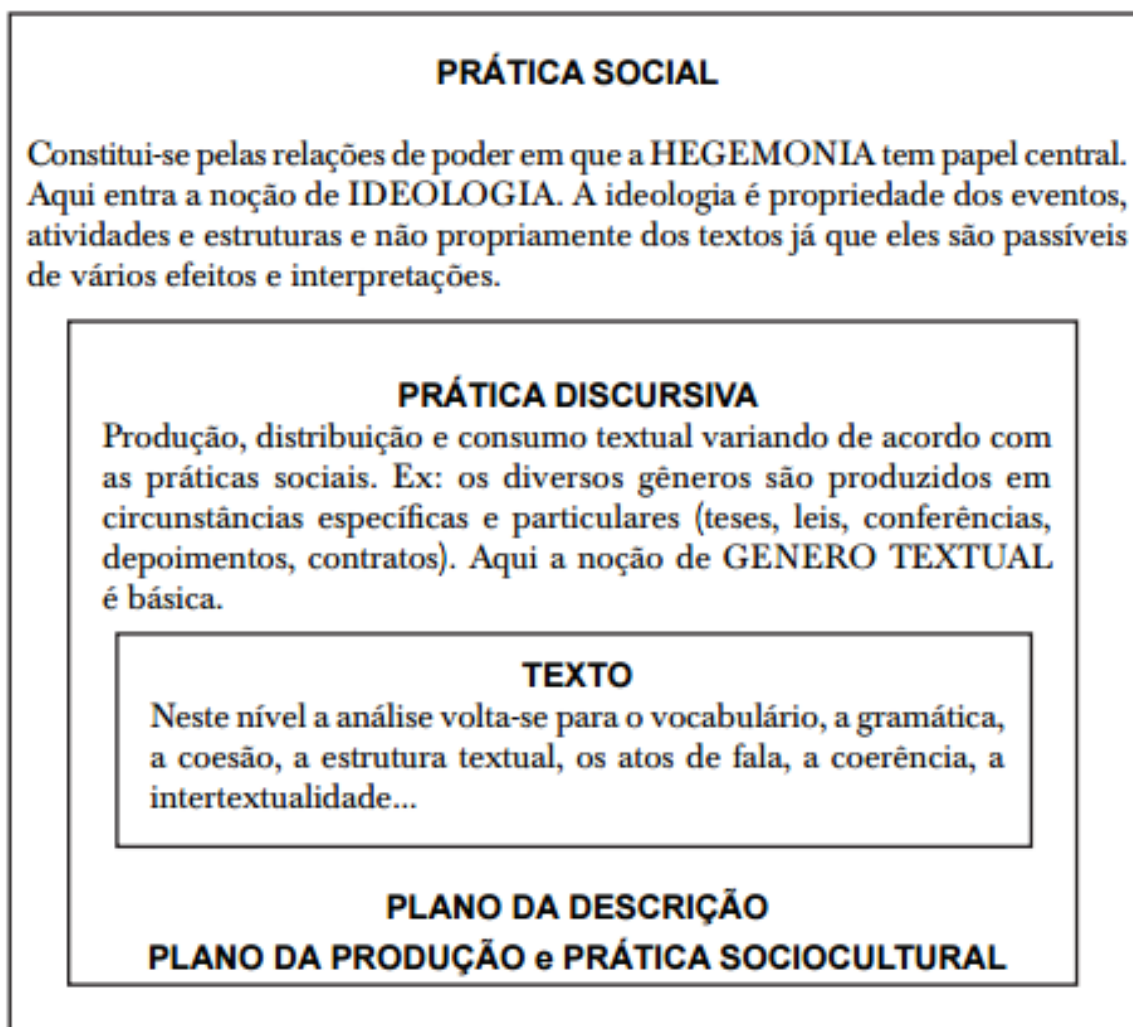 PRÁTICA SOCIAL
Constitui-se pelas relações de poder em que a HEGEMONIA tem papel central.
Aqui entra a noção de IDEOLOGIA. A ideologia é propriedade dos eventos,
atividades e estruturas e não propriamente dos textos já que eles são passíveis
de vários efeitos e interpretações.
PRÁTICA DISCURSIVA
Produção, distribuição e consumo textual variando de acordo com
as práticas sociais. Ex: os diversos gêneros são produzidos em
circunstâncias específicas e particulares (teses, leis, conferências,
depoimentos, contratos). Aqui a noção de GENERO TEXTUAL
é básica.
TEXTO
Neste nível a análise volta-se para o vocabulário, a gramática,
a coesão, a estrutura textual, os atos de fala, a coerência, a
intertextualidade...
PLANO DA DESCRIÇÃO
PLANO DA PRODUÇÃO e PRÁTICA SOCIOCULTURAL